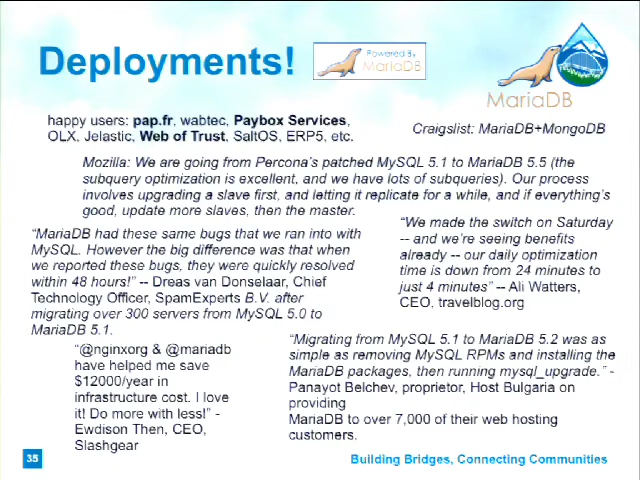 Deployments!
Powered By
MariaDB
MariaDB
happy users: pap.fr, wabtec, Paybox Services,
OLX, Jelastic, Web of Trust, SaltOS, ERP5, etc.
Craigslist: MariaDB+MongoDB
Mozilla: We are going from Percona's patched MySQL 5.1 to MariaDB 5.5 (the
subquery optimization is excellent, and we have lots of subqueries). Our process
involves upgrading a slave first, and letting it replicate for a while, and if everything's
good, update more slaves, then the master.
“MariaDB had these same bugs that we ran into with
MySQL. However the big difference was that when
we reported these bugs, they were quickly resolved
within 48 hours!” -- Dreas van Donselaar, Chief
Technology Officer, SpamExperts B.V. after
migrating over 300 servers from MySQL 5.0 to
MariaDB 5.1.
“We made the switch on Saturday
-- and we're seeing benefits
already -- our daily optimization
time is down from 24 minutes to
just 4 minutes” -- Ali Watters,
CEO, travelblog.org
“@nginxorg & @mariadb
have helped me save
$12000/year in
infrastructure cost. I love
it! Do more with less!” -
Ewdison Then, CEO,
Slashgear
“Migrating from MySQL 5.1 to MariaDB 5.2 was as
simple as removing MySQL RPMs and installing the
MariaDB packages, then running mysql_upgrade.” -
Panayot Belchev, proprietor, Host Bulgaria on
providing
MariaDB to over 7,000 of their web hosting
customers.
35
Building Bridges, Connecting Communities